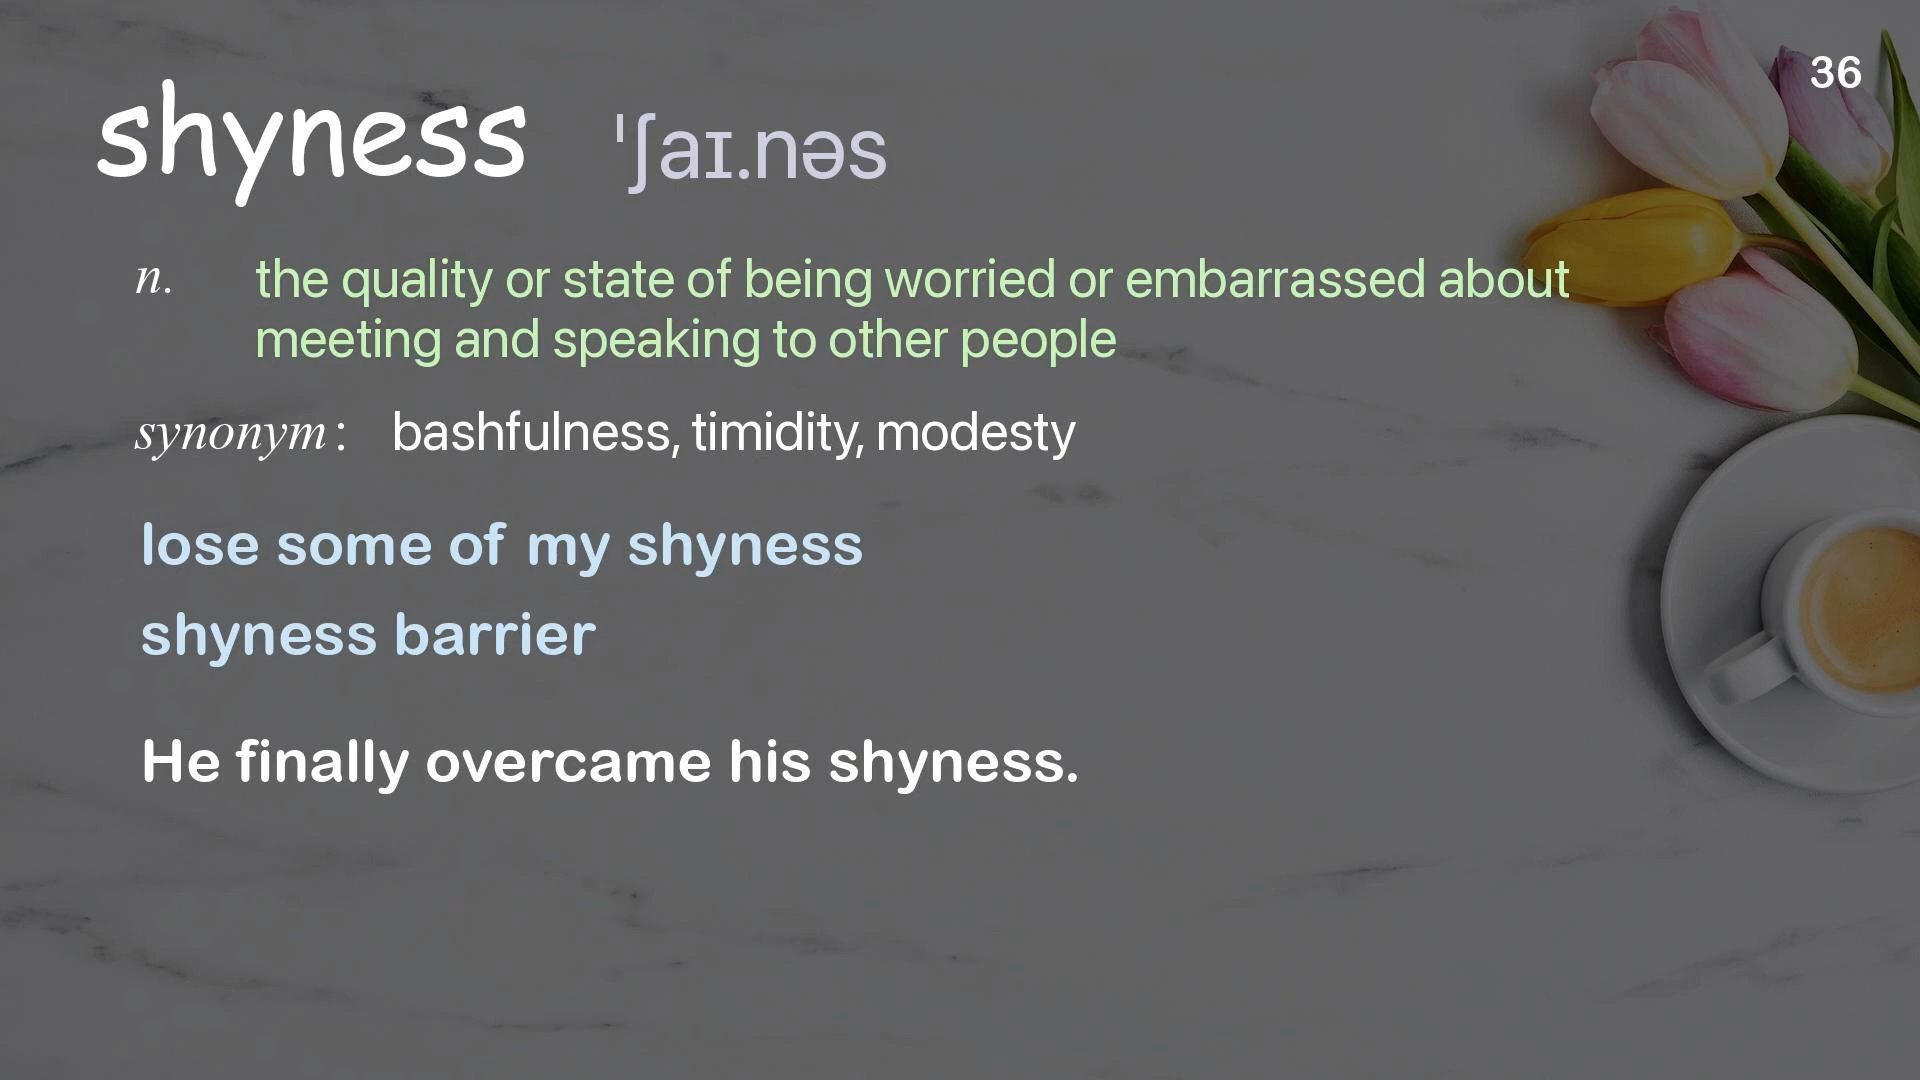 36
shyness ˈʃaɪ.nəs
n. the quality or state of being worried or embarrassed about
meeting and speaking to other people
synonym: bashfulness, timidity, modesty
lose some of my shyness
shyness barrier
He finally overcame his shyness.